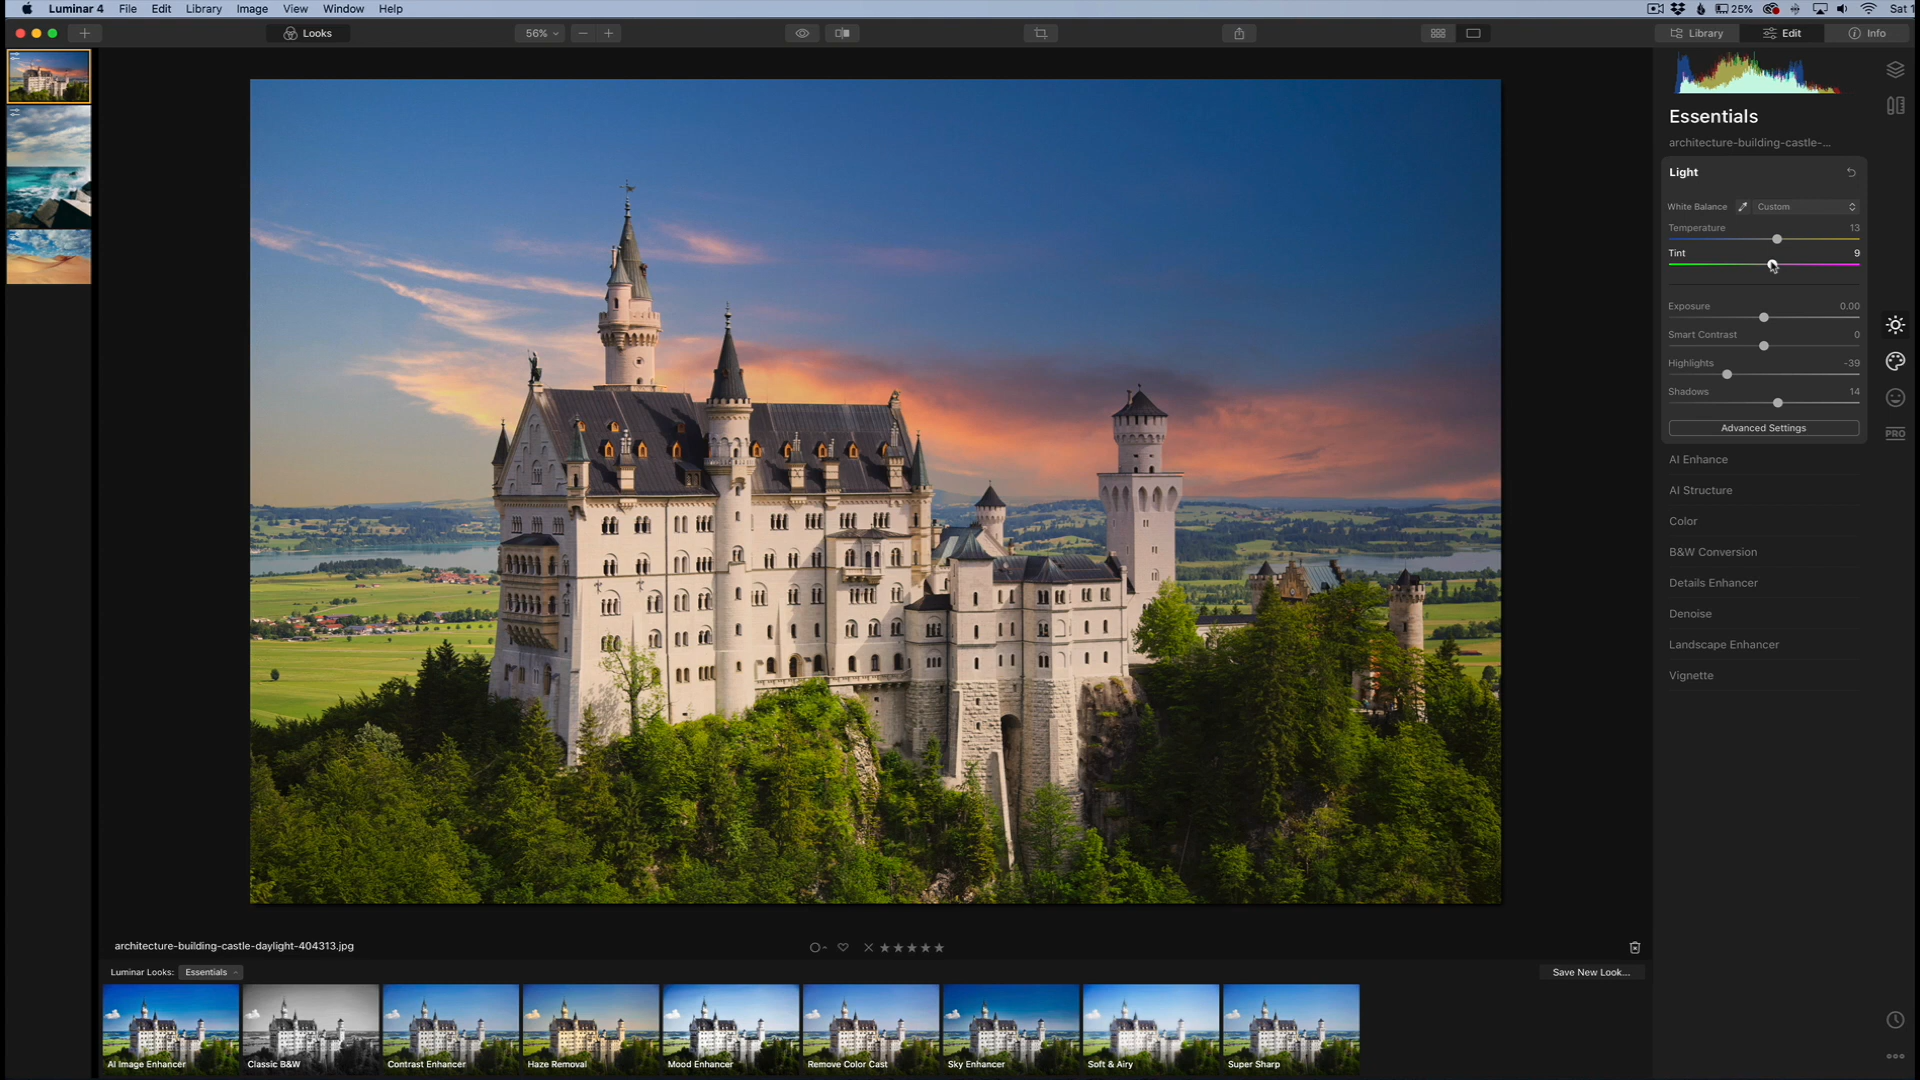 Luminar 4 File Edit Library Image View Window Help 25% Sat 1
Looks 56% Library Edit Info
Essentials
architecture-building-castle-...
Light
White Balance Custom
Temperature 13
Tint 9
Exposure 0.00
Smart Contrast 0
Highlights -39
Shadows 14
PRO
Advanced Settings
AI Enhance
AI Structure
Color
B&W Conversion
Details Enhancer
Denoise
Landscape Enhancer
Vignette
architecture-building-castle-daylight-404313.jpg
Luminar Looks: Essentials Save New Look...
AI Image Enhancer Classic B&W Contrast Enhancer Haze Removal Mood Enhancer Remove Color Cast Sky Enhancer Soft & Airy Super Sharp